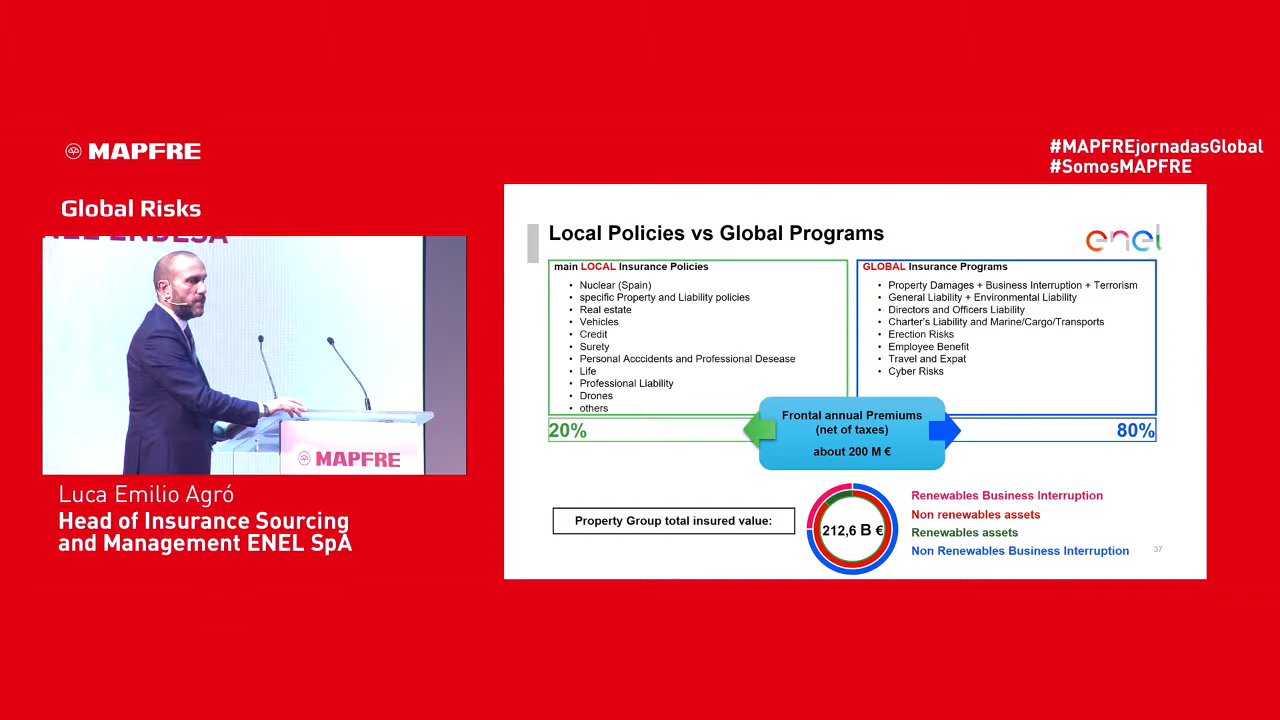 MAPFRE
#MAPFREjornadasGlobal
#SomosMAPFRE
Global Risks
ENEL ENDESA
MAPFRE
Luca Emilio Agró
Head of Insurance Sourcing
and Management ENEL SpA
Local Policies vs Global Programs
enel
main LOCAL Insurance Policies
• Nuclear (Spain)
• specific Property and Liability policies
• Real estate
• Vehicles
• Credit
• Surety
• Personal Acccidents and Professional Desease
• Life
• Professional Liability
• Drones
• others
20%
GLOBAL Insurance Programs
• Property Damages + Business Interruption + Terrorism
• General Liability + Environmental Liability
• Directors and Officers Liability
• Charter's Liability and Marine/Cargo/Transports
• Erection Risks
• Employee Benefit
• Travel and Expat
• Cyber Risks
80%
Frontal annual Premiums
(net of taxes)
about 200 M €
Property Group total insured value:
212,6 B €
Renewables Business Interruption
Non renewables assets
Renewables assets
Non Renewables Business Interruption
37